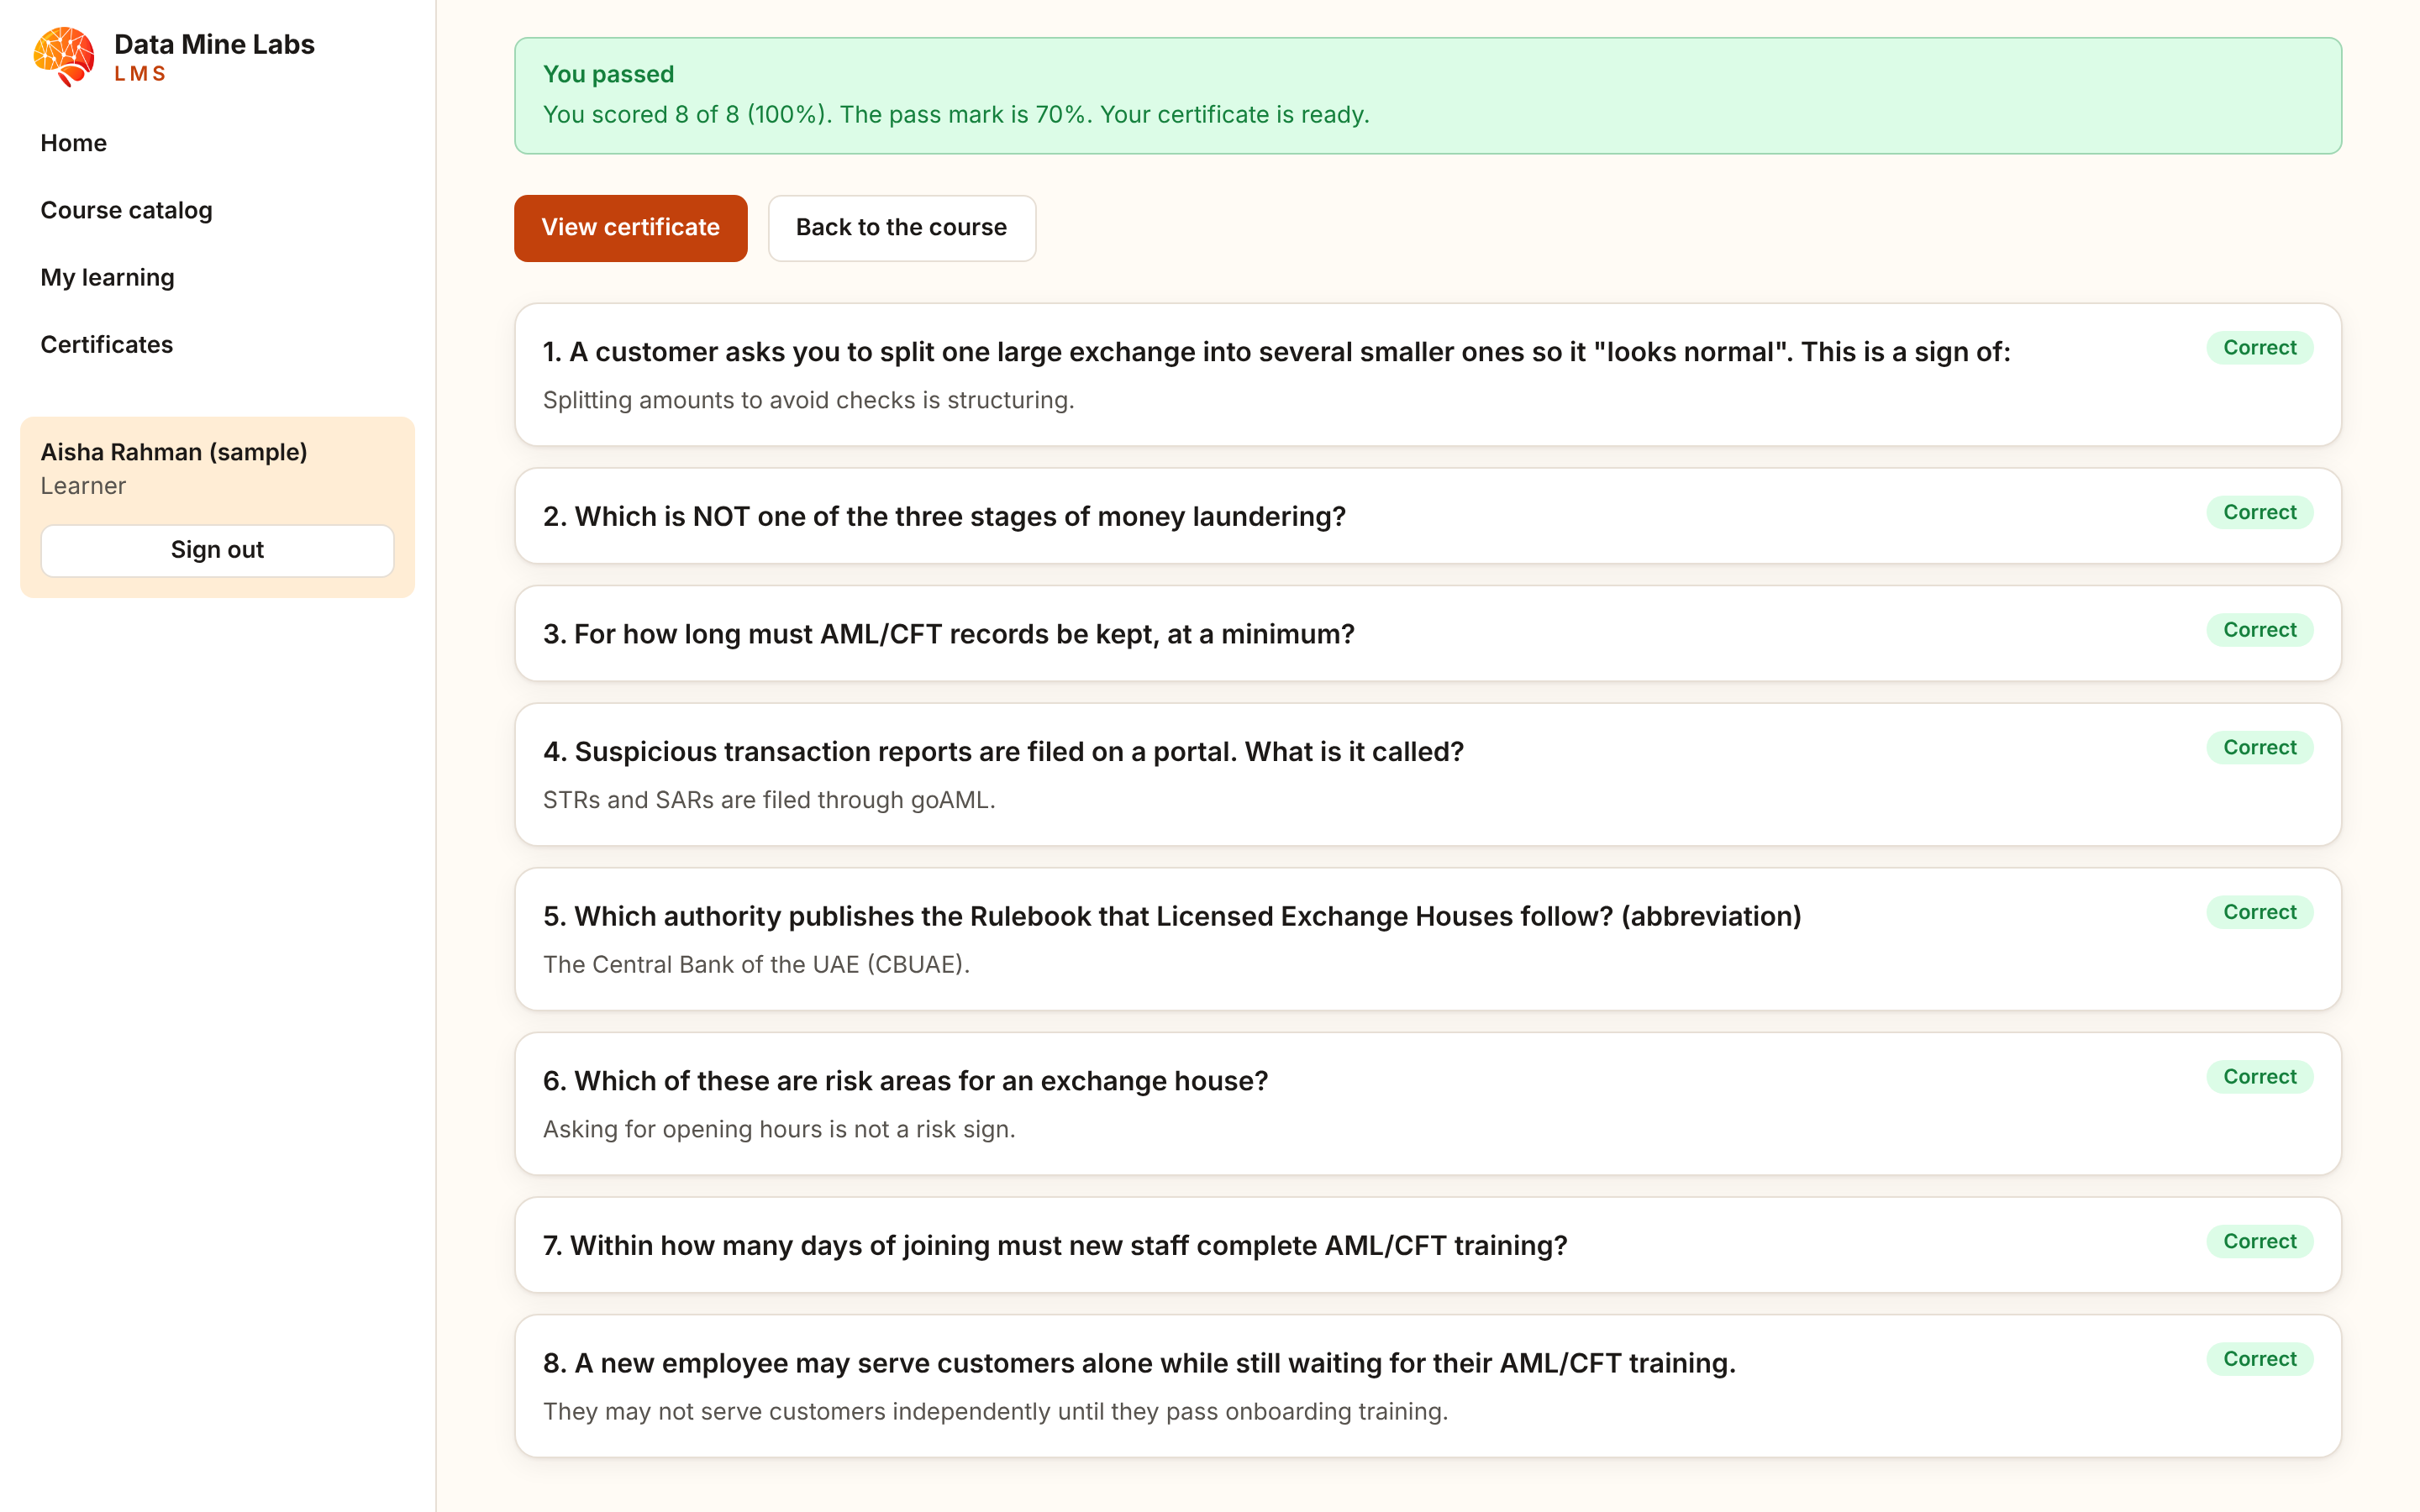 Data Mine Labs
LMS
Home
Course catalog
My learning
Certificates
Aisha Rahman (sample)
Learner
Sign out
You passed
You scored 8 of 8 (100%). The pass mark is 70%. Your certificate is ready.
View certificate
Back to the course
1. A customer asks you to split one large exchange into several smaller ones so it "looks normal". This is a sign of:
Correct
Splitting amounts to avoid checks is structuring.
2. Which is NOT one of the three stages of money laundering?
Correct
3. For how long must AML/CFT records be kept, at a minimum?
Correct
4. Suspicious transaction reports are filed on a portal. What is it called?
Correct
STRs and SARs are filed through goAML.
5. Which authority publishes the Rulebook that Licensed Exchange Houses follow? (abbreviation)
Correct
The Central Bank of the UAE (CBUAE).
6. Which of these are risk areas for an exchange house?
Correct
Asking for opening hours is not a risk sign.
7. Within how many days of joining must new staff complete AML/CFT training?
Correct
8. A new employee may serve customers alone while still waiting for their AML/CFT training.
Correct
They may not serve customers independently until they pass onboarding training.